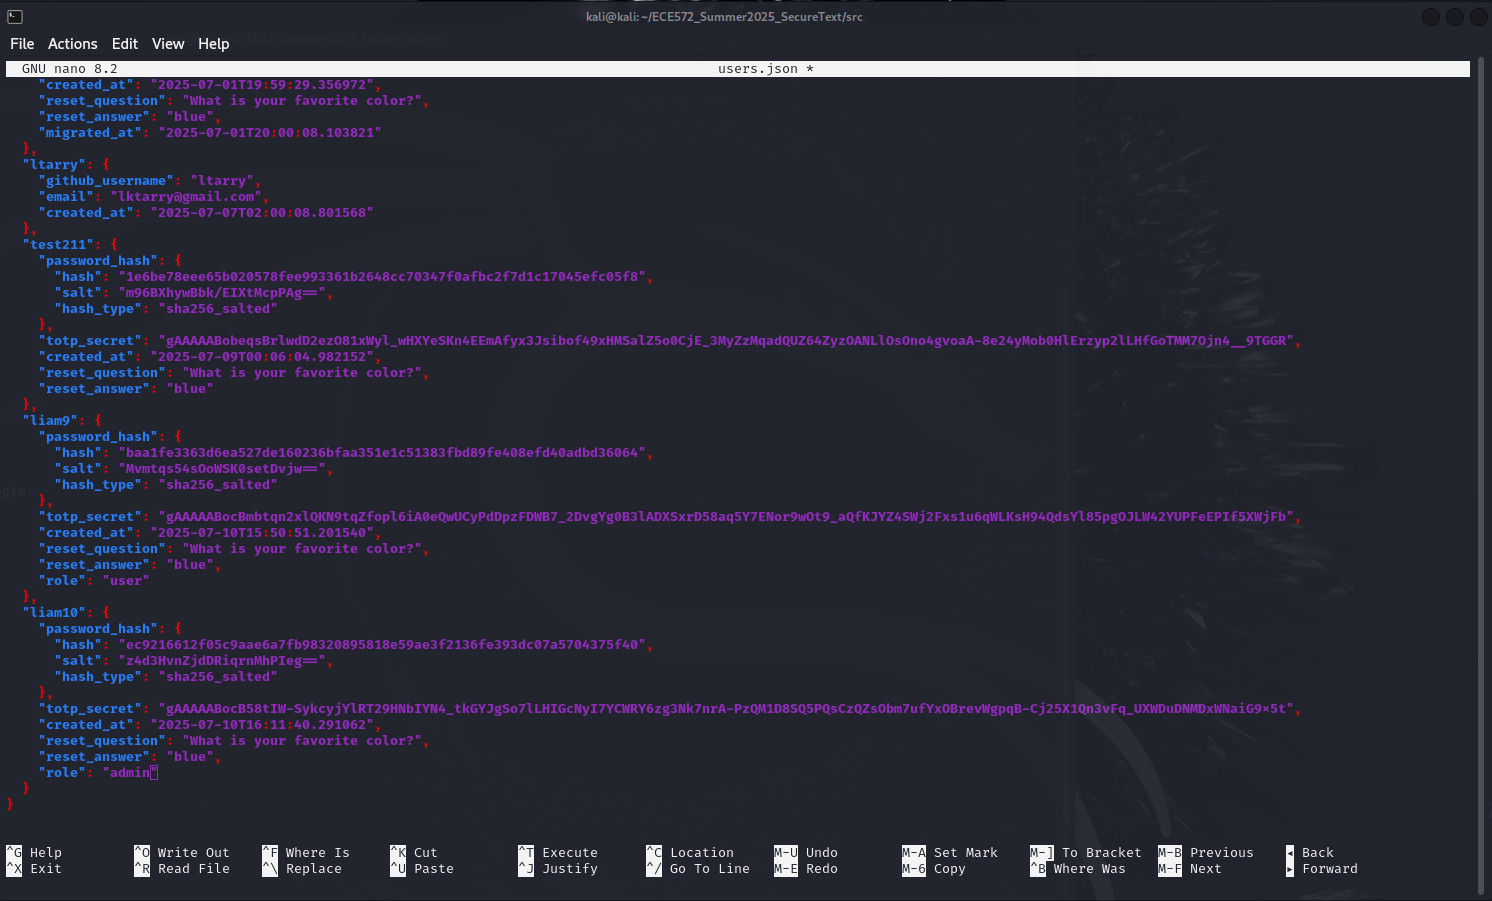 kali@kali: ~/ECE572_Summer2025_SecureText/src
File Actions Edit View Help
GNU nano 8.2 users.json *
"created_at": "2025-07-01T19:59:29.356972",
"reset_question": "What is your favorite color?",
"reset_answer": "blue",
"migrated_at": "2025-07-01T20:00:08.103821"
},
"ltarry": {
"github_username": "ltarry",
"email": "lktarry@gmail.com",
"created_at": "2025-07-07T02:00:08.801568"
},
"test211": {
"password_hash": {
"hash": "1e6be78eee65b020578fee993361b2648cc70347f0afbc2f7d1c17045efc05f8",
"salt": "m96BXhywBbk/EIXtMcpPAg==",
"hash_type": "sha256_salted"
},
"totp_secret": "gAAAAABobeqsBrlwdD2ezO81xWyl_wHXYeSKn4EEmAfyx3Jsibof49xHMSalZ5o0CjE_3MyZzMqadQUZ64ZyzOANLlOsOno4gvoaA-8e24yMob0HlErzyp2lLHfGoTMM7Ojn4__9TGGR",
"created_at": "2025-07-09T00:06:04.982152",
"reset_question": "What is your favorite color?",
"reset_answer": "blue"
},
"liam9": {
"password_hash": {
"hash": "baa1fe3363d6ea527de160236bfaa351e1c51383fbd89fe408efd40adbd36064",
"salt": "Mvmtqs54sOoWSK0setDvjw==",
"hash_type": "sha256_salted"
},
"totp_secret": "gAAAAABocBmbtqn2xlQKN9tqZfopl6iA0eQwUCyPdDpzFDWB7_2DvgYg0B3lADXSxrD58aq5Y7ENor9wOt9_aQfKJYZ4SWj2Fxs1u6qWLKsH94QdsYl85pgOJLW42YUPFeEPIf5XWjFb",
"created_at": "2025-07-10T15:50:51.201540",
"reset_question": "What is your favorite color?",
"reset_answer": "blue",
"role": "user"
},
"liam10": {
"password_hash": {
"hash": "ec9216612f05c9aae6a7fb98320895818e59ae3f2136fe393dc07a5704375f40",
"salt": "z4d3HvnZjdDRiqrnMhPIeg==",
"hash_type": "sha256_salted"
},
"totp_secret": "gAAAAABocB58tIW-SykcyjYlRT29HNbIYN4_tkGYJgSo7lLHIGcNyI7YCWRY6zg3Nk7nrA-PzQM1D8SQ5PQsCzQZsObm7ufYxOBrevWgpqB-Cj25X1Qn3vFq_UXWDuDNMDxWNaiG9x5t",
"created_at": "2025-07-10T16:11:40.291062",
"reset_question": "What is your favorite color?",
"reset_answer": "blue",
"role": "admin"
}
}
^G Help ^O Write Out ^F Where Is ^K Cut ^T Execute ^C Location M-U Undo M-A Set Mark M-] To Bracket M-B Previous ◂ Back
^X Exit ^R Read File ^\ Replace ^U Paste ^J Justify ^/ Go To Line M-E Redo M-6 Copy ^B Where Was M-F Next ▸ Forward